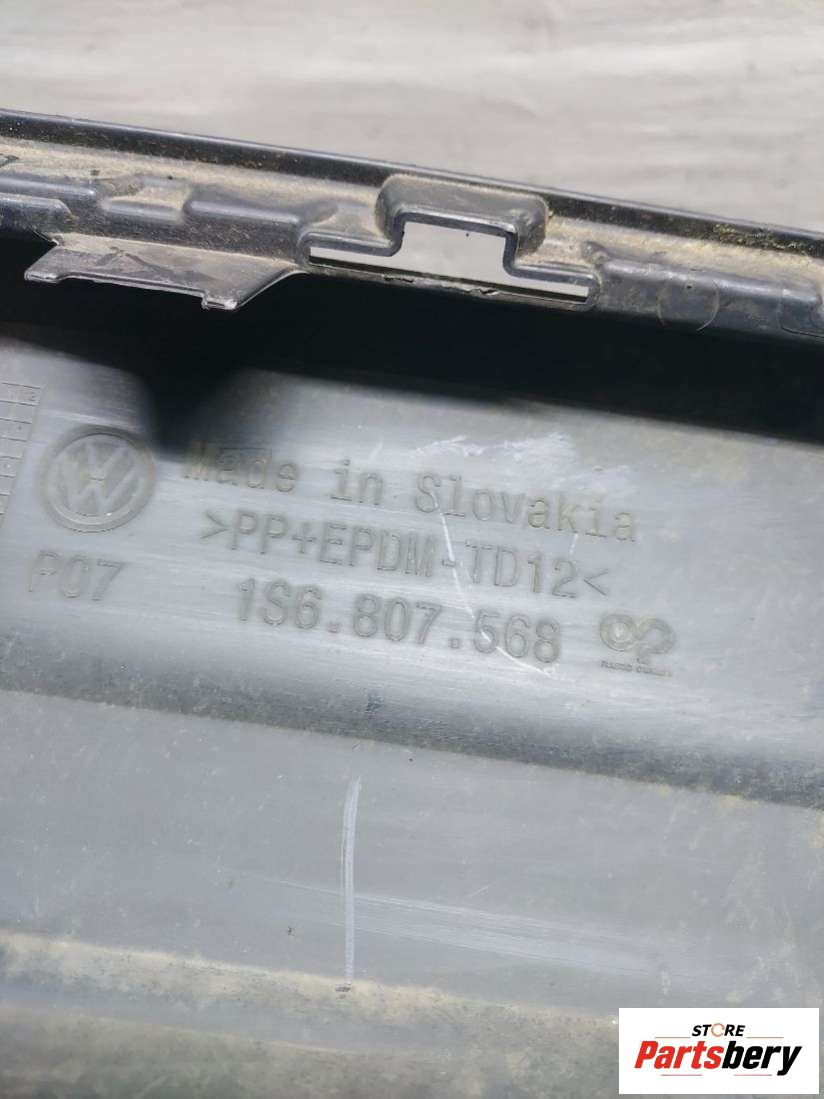 Made in Slovakia
>PP+EPDM-TD12<
P07 1S6.807.568
STORE
Partsbery